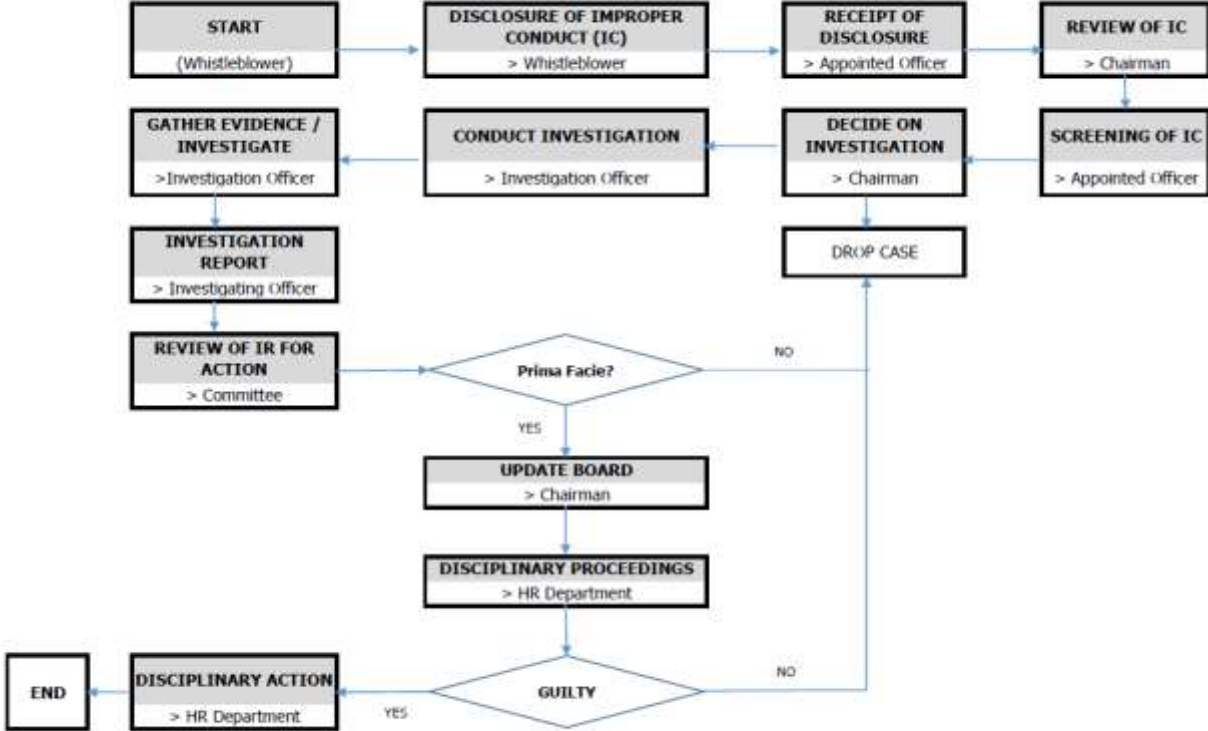 START
(Whistleblower)
DISCLOSURE OF IMPROPER
CONDUCT (IC)
> Whistleblower
RECEIPT OF
DISCLOSURE
> Appointed Officer
REVIEW OF IC
> Chairman
SCREENING OF IC
> Appointed Officer
DECIDE ON
INVESTIGATION
> Chairman
CONDUCT INVESTIGATION
> Investigation Officer
GATHER EVIDENCE /
INVESTIGATE
>Investigation Officer
INVESTIGATION
REPORT
> Investigating Officer
DROP CASE
REVIEW OF IR FOR
ACTION
> Committee
Prima Facie?
NO
YES
UPDATE BOARD
> Chairman
DISCIPLINARY PROCEEDINGS
> HR Department
GUILTY
NO
YES
DISCIPLINARY ACTION
> HR Department
END